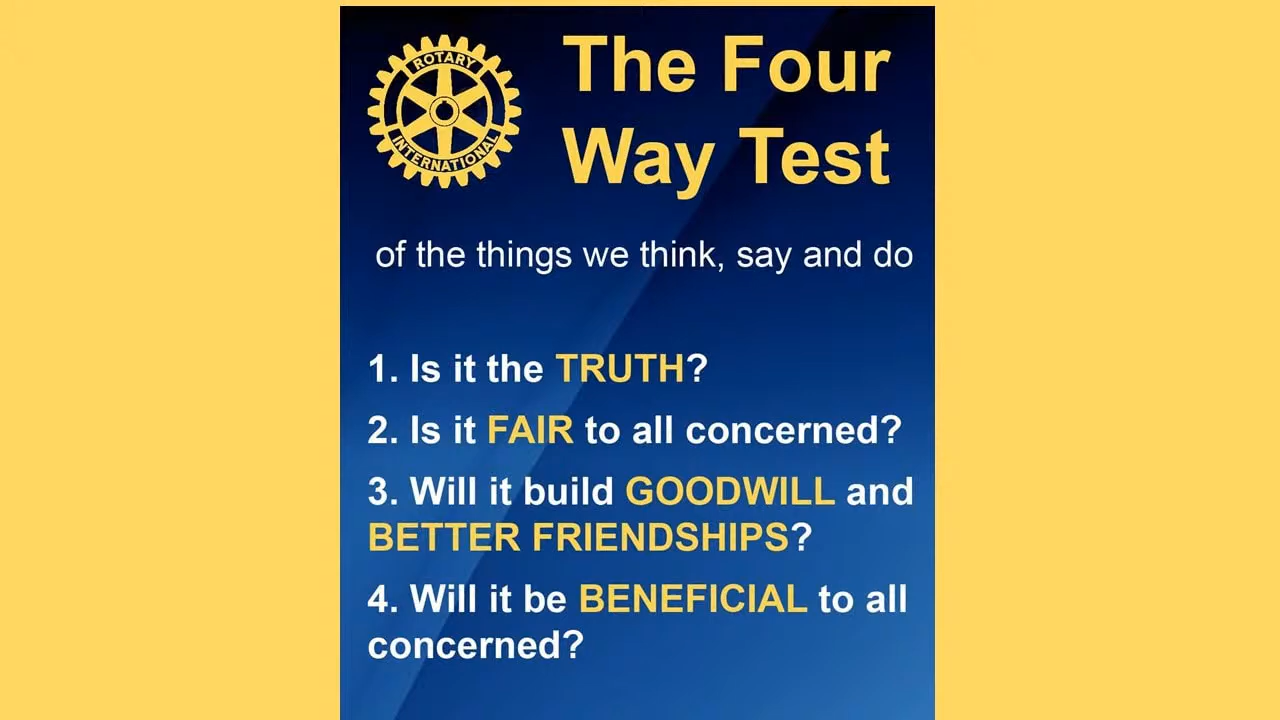 ROTARY
INTERNATIONAL
The Four
Way Test
of the things we think, say and do
1. Is it the TRUTH?
2. Is it FAIR to all concerned?
3. Will it build GOODWILL and
BETTER FRIENDSHIPS?
4. Will it be BENEFICIAL to all
concerned?